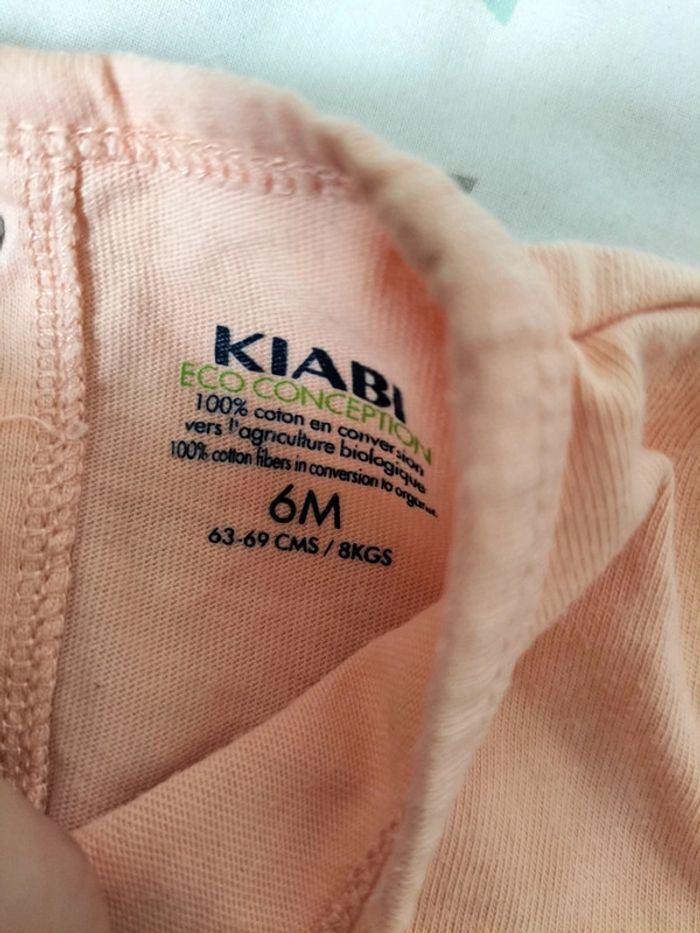 KIABI
ECO CONCEPTION
100% coton en conversion
vers l'agriculture biologique
100% cotton fibers in conversion to
6M
63-69 CMS / 8KGS